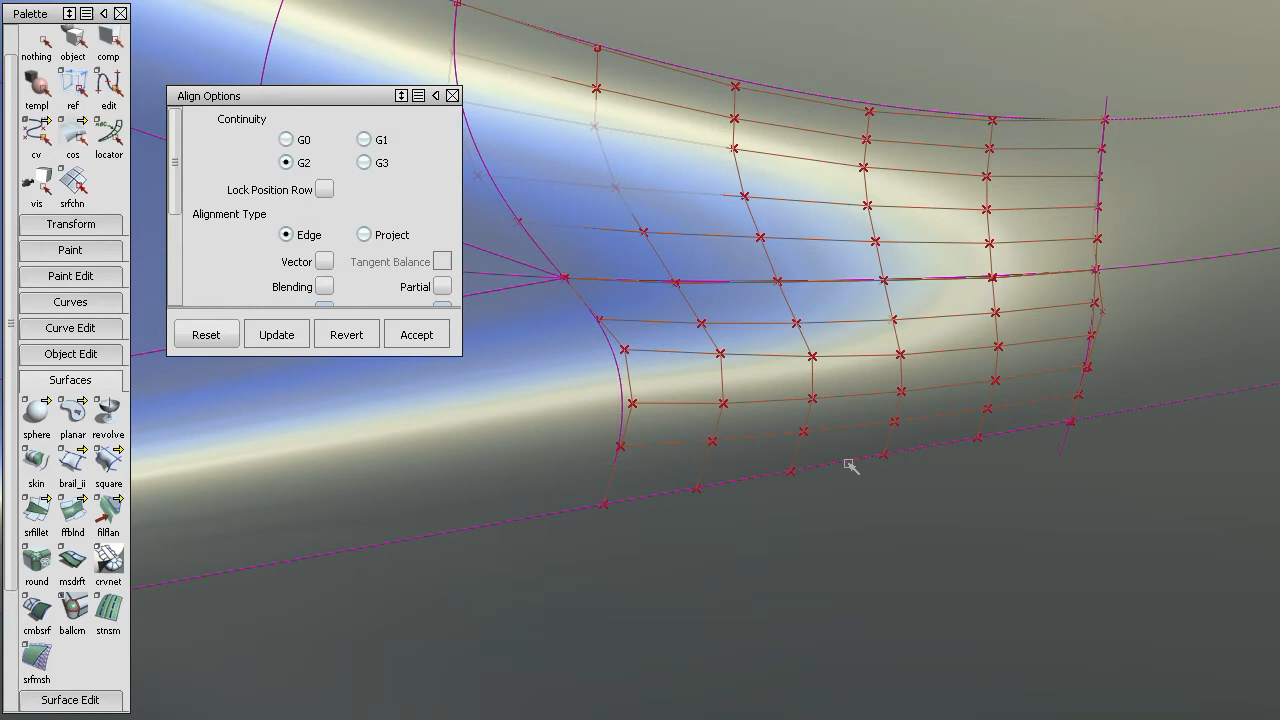 Palette
nothing object comp
templ ref edit
cv cos locator
vis srfchn
Transform
Paint
Paint Edit
Curves
Curve Edit
Object Edit
Surfaces
sphere planar revolve
skin brail_ii square
srfillet ffblnd filflan
round msdrft crvnet
cmbsrf ballcrn stnsm
srfmsh
Surface Edit
Align Options
Continuity
G0 G1
G2 G3
Lock Position Row
Alignment Type
Edge Project
Vector Tangent Balance
Blending Partial
Reset Update Revert Accept